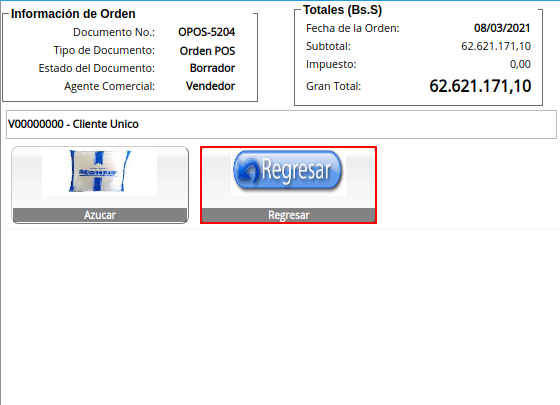 Información de Orden
Documento No.: OPOS-5204
Tipo de Documento: Orden POS
Estado del Documento: Borrador
Agente Comercial: Vendedor
Totales (Bs.S)
Fecha de la Orden: 08/03/2021
Subtotal: 62.621.171,10
Impuesto: 0,00
Gran Total: 62.621.171,10
V00000000 - Cliente Unico
Azucar
Regresar
Regresar